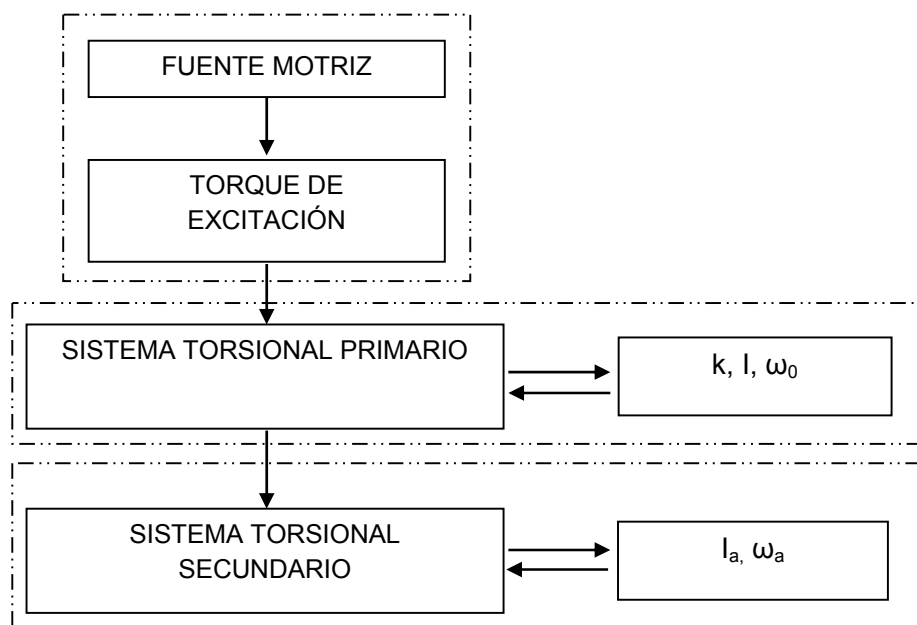 FUENTE MOTRIZ
TORQUE DE
EXCITACIÓN
SISTEMA TORSIONAL PRIMARIO
k, I, ω₀
SISTEMA TORSIONAL
SECUNDARIO
Iₐ, ωₐ